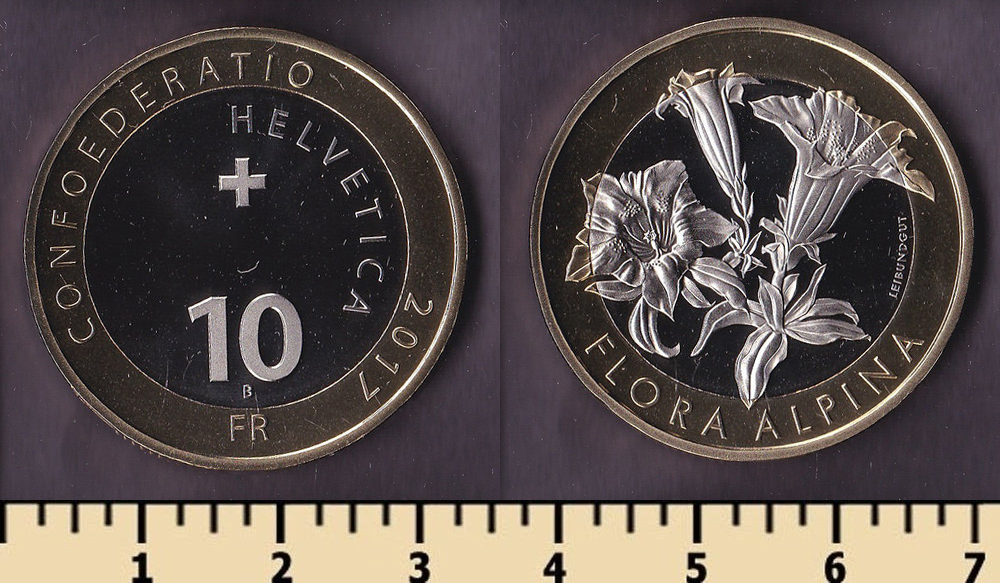 CONFOEDERATIO
HELVETICA
2017
10
B
FR
LEIBUNDGUT
FLORA ALPINA
1 2 3 4 5 6 7